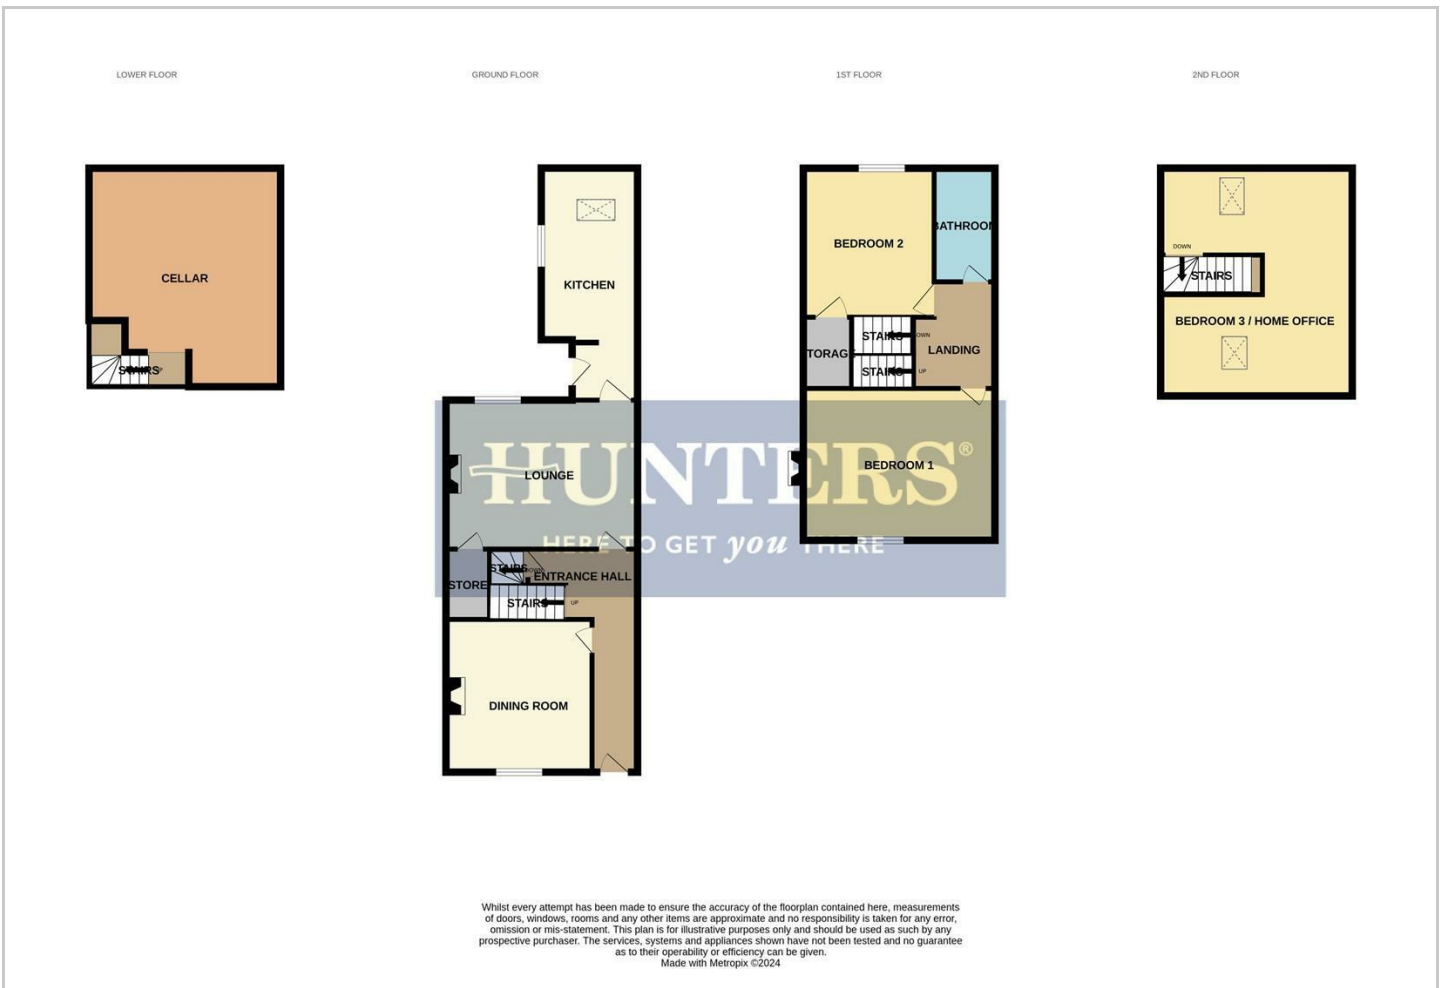 LOWER FLOOR
GROUND FLOOR
1ST FLOOR
2ND FLOOR
CELLAR
STAIRS
UP
KITCHEN
LOUNGE
STORE
STAIRS
DOWN
ENTRANCE HALL
STAIRS
UP
DINING ROOM
BEDROOM 2
BATHROOM
STORAGE
STAIRS
DOWN
STAIRS
UP
LANDING
BEDROOM 1
DOWN
STAIRS
BEDROOM 3 / HOME OFFICE
HUNTERS®
HERE TO GET you THERE
Whilst every attempt has been made to ensure the accuracy of the floorplan contained here, measurements
of doors, windows, rooms and any other items are approximate and no responsibility is taken for any error,
omission or mis-statement. This plan is for illustrative purposes only and should be used as such by any
prospective purchaser. The services, systems and appliances shown have not been tested and no guarantee
as to their operability or efficiency can be given.
Made with Metropix ©2024